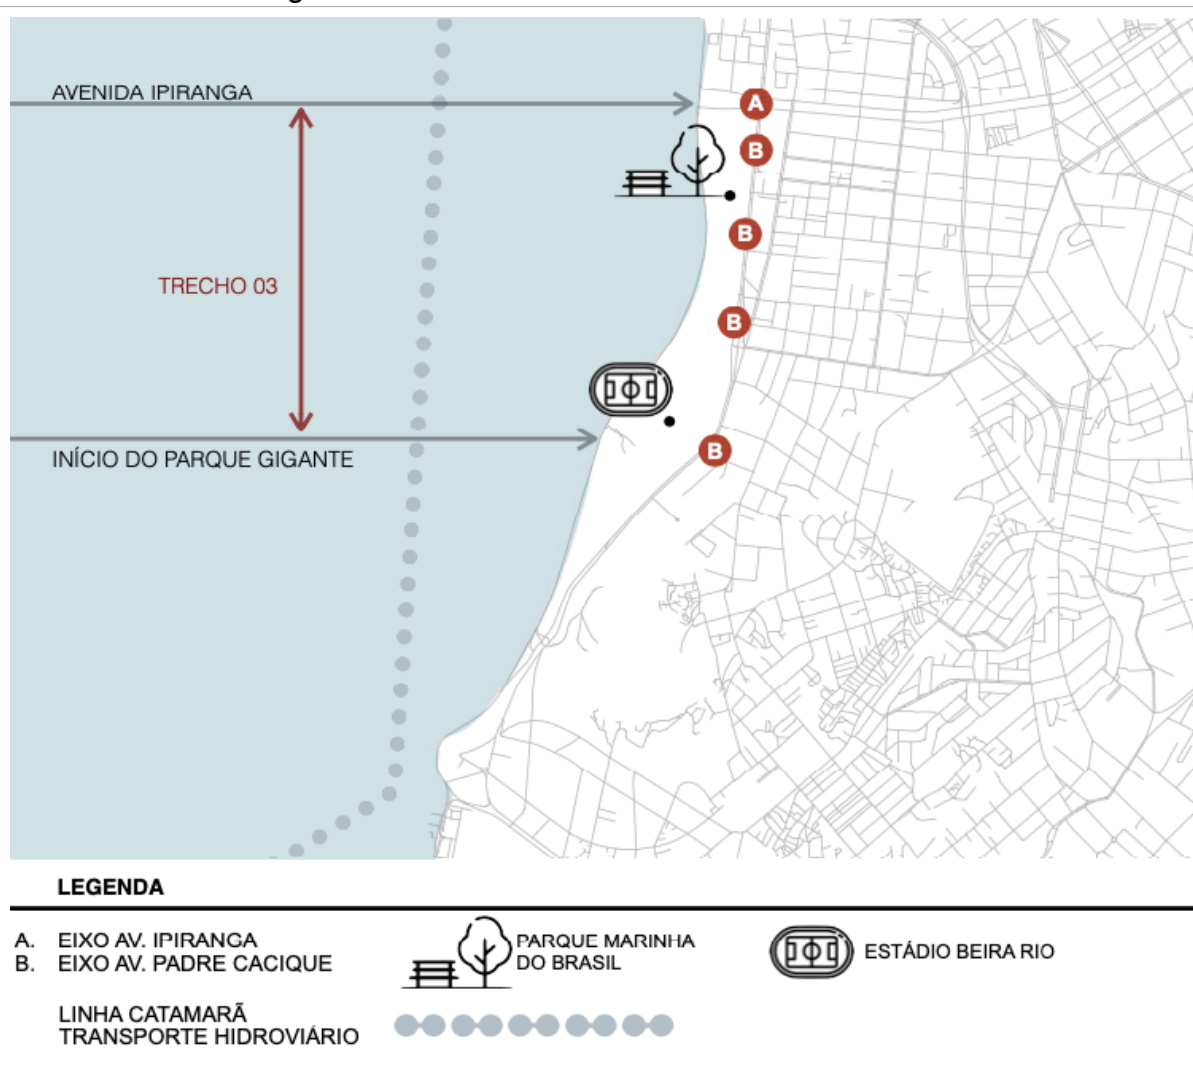 AVENIDA IPIRANGA
A
B
B
TRECHO 03
B
INÍCIO DO PARQUE GIGANTE
B
LEGENDA
A. EIXO AV. IPIRANGA
B. EIXO AV. PADRE CACIQUE
PARQUE MARINHA
DO BRASIL
ESTÁDIO BEIRA RIO
LINHA CATAMARÃ
TRANSPORTE HIDROVIÁRIO